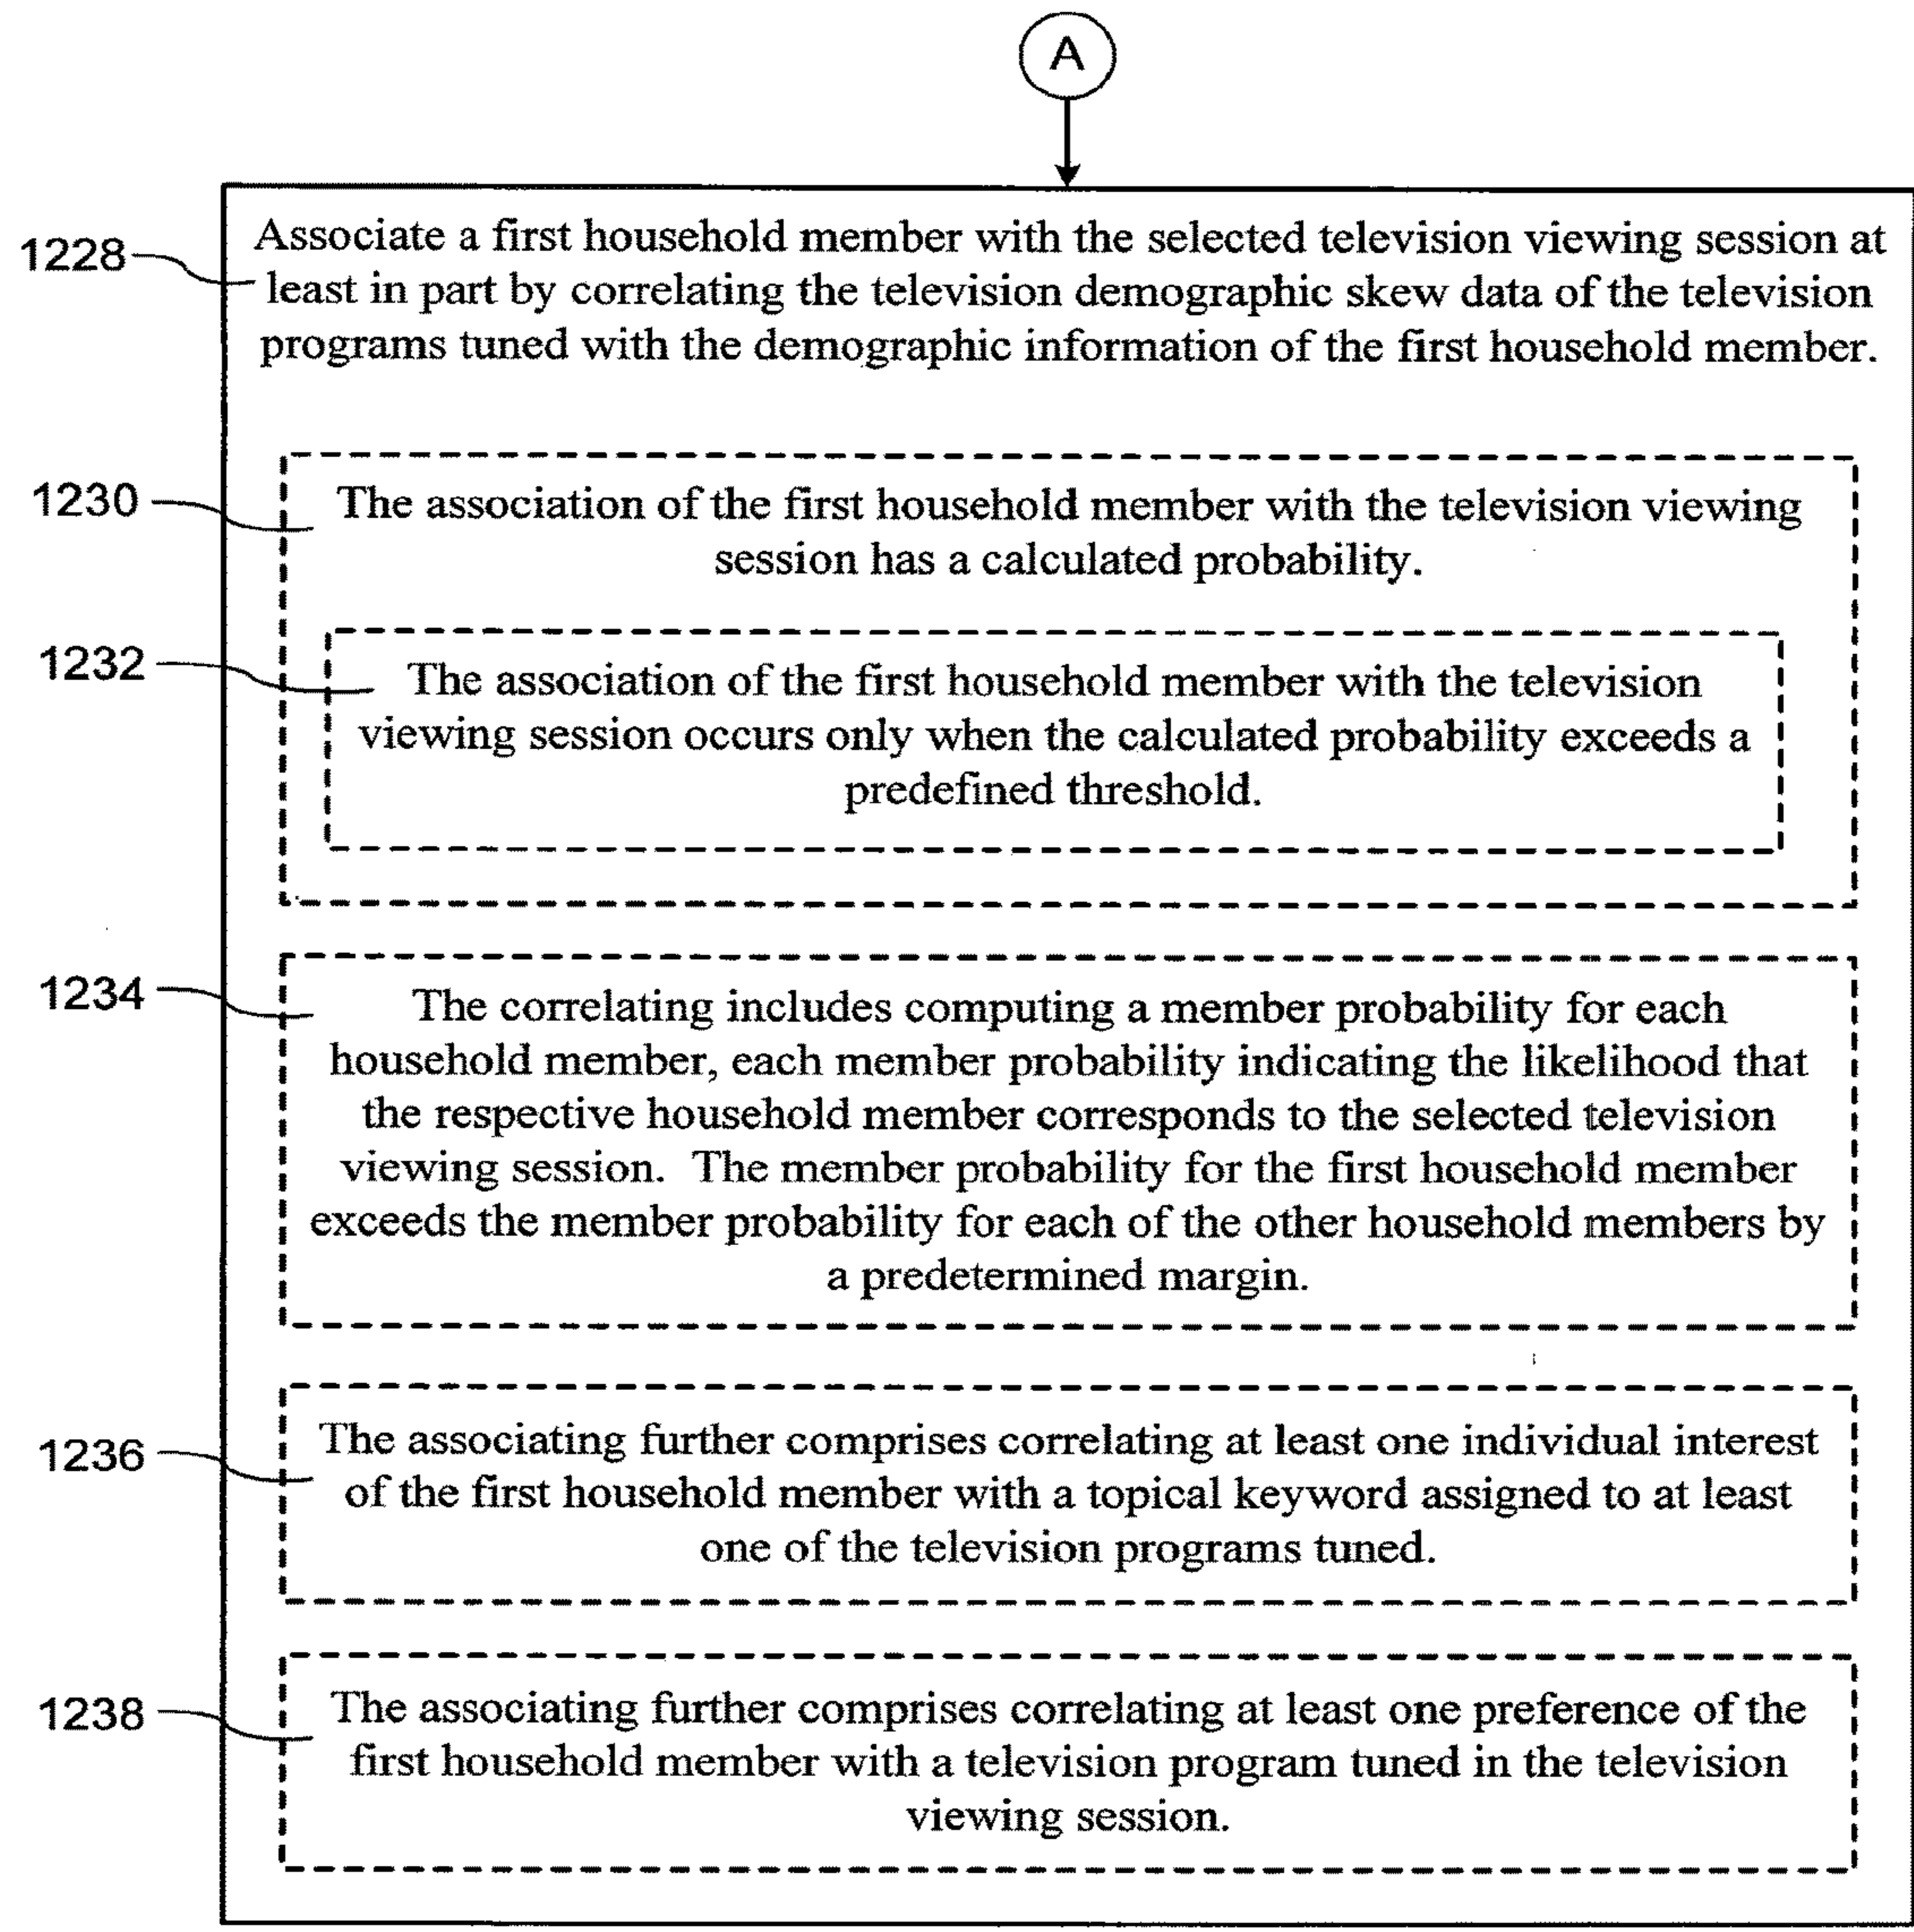 A
1228
Associate a first household member with the selected television viewing session at
least in part by correlating the television demographic skew data of the television
programs tuned with the demographic information of the first household member.
1230
The association of the first household member with the television viewing
session has a calculated probability.
1232
The association of the first household member with the television
viewing session occurs only when the calculated probability exceeds a
predefined threshold.
1234
The correlating includes computing a member probability for each
household member, each member probability indicating the likelihood that
the respective household member corresponds to the selected television
viewing session. The member probability for the first household member
exceeds the member probability for each of the other household members by
a predetermined margin.
1236
The associating further comprises correlating at least one individual interest
of the first household member with a topical keyword assigned to at least
one of the television programs tuned.
1238
The associating further comprises correlating at least one preference of the
first household member with a television program tuned in the television
viewing session.